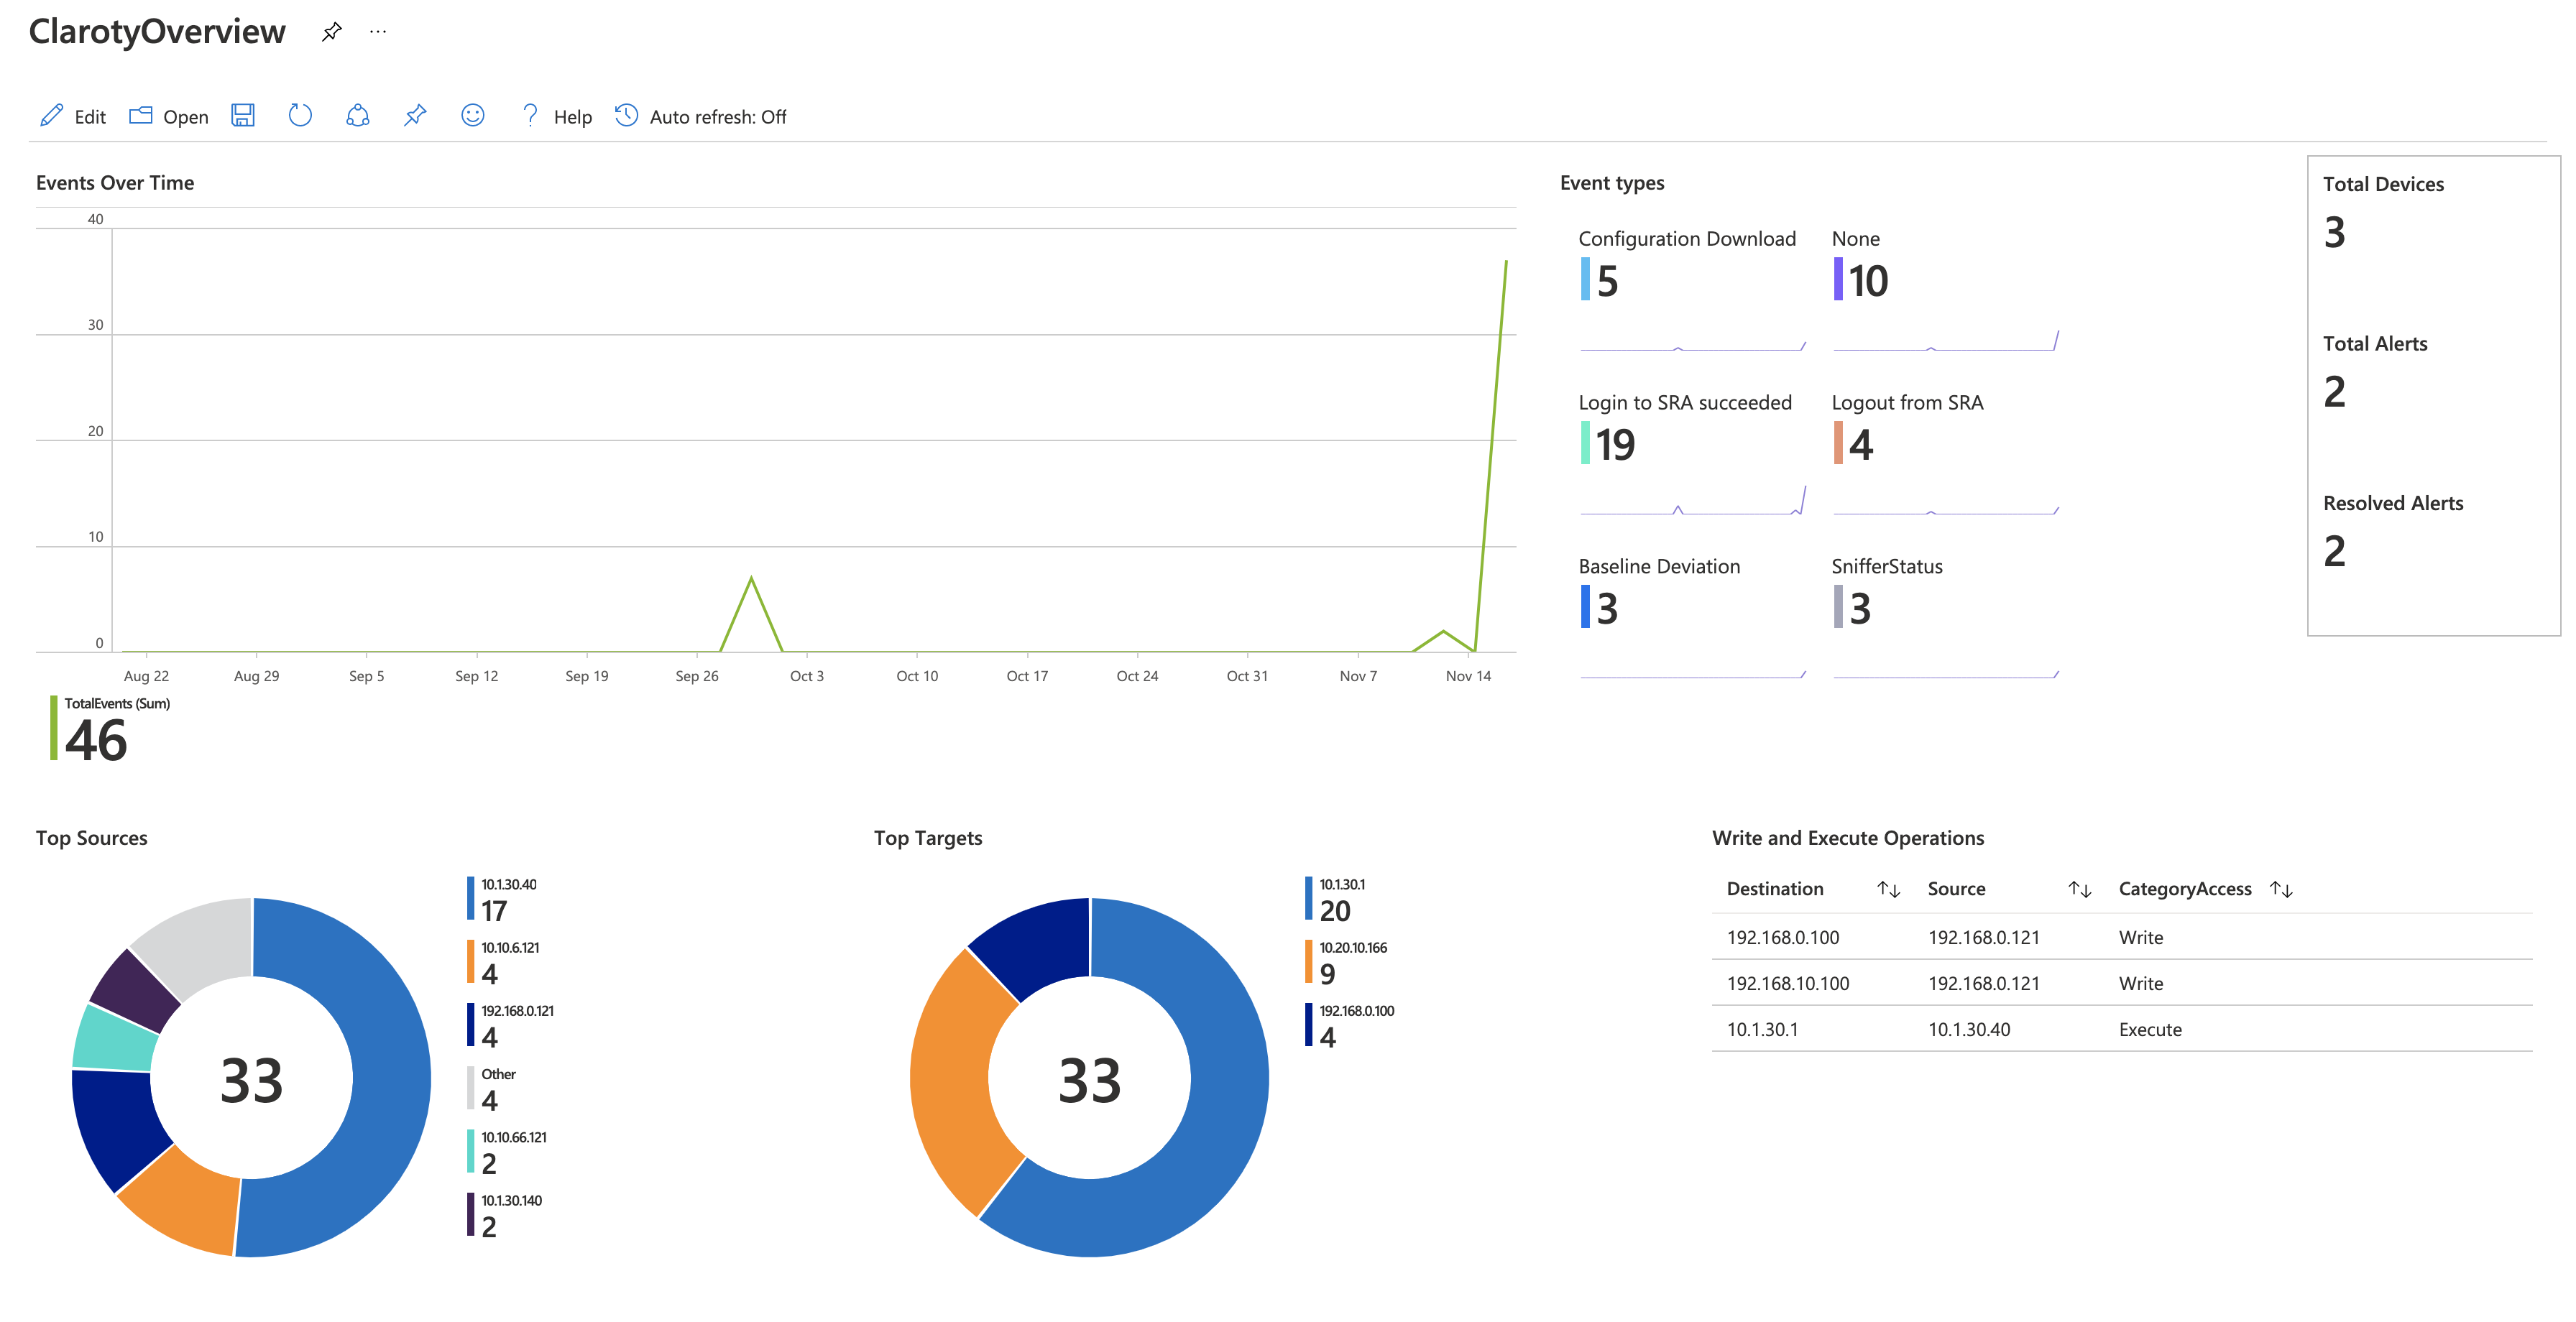 ClarotyOverview
Edit Open Help Auto refresh: Off
Events Over Time
40
30
20
10
0
Aug 22 Aug 29 Sep 5 Sep 12 Sep 19 Sep 26 Oct 3 Oct 10 Oct 17 Oct 24 Oct 31 Nov 7 Nov 14
TotalEvents (Sum)
46
Event types
Configuration Download
5
None
10
Login to SRA succeeded
19
Logout from SRA
4
Baseline Deviation
3
SnifferStatus
3
Total Devices
3
Total Alerts
2
Resolved Alerts
2
Top Sources
33
10.1.30.40
17
10.10.6.121
4
192.168.0.121
4
Other
4
10.10.66.121
2
10.1.30.140
2
Top Targets
33
10.1.30.1
20
10.20.10.166
9
192.168.0.100
4
Write and Execute Operations
Destination Source CategoryAccess
192.168.0.100 192.168.0.121 Write
192.168.10.100 192.168.0.121 Write
10.1.30.1 10.1.30.40 Execute